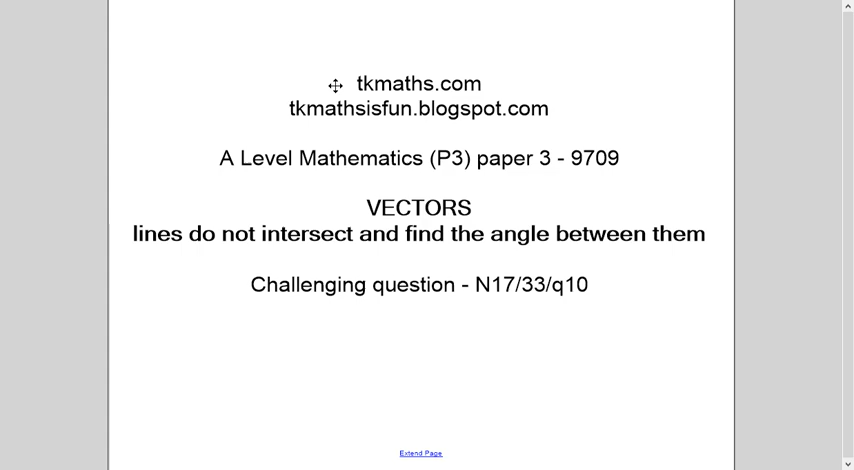 tkmaths.com
tkmathsisfun.blogspot.com
A Level Mathematics (P3) paper 3 - 9709
VECTORS
lines do not intersect and find the angle between them
Challenging question - N17/33/q10
Extend Page